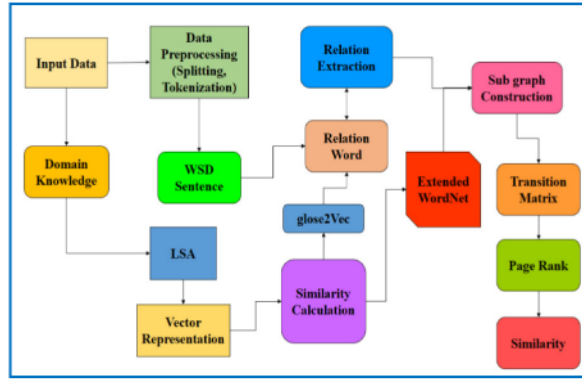 Input Data
Data
Preprocessing
(Splitting,
Tokenization)
Relation
Extraction
Sub graph
Construction
Domain
Knowledge
WSD
Sentence
Relation
Word
Extended
WordNet
Transition
Matrix
glose2Vec
LSA
Similarity
Calculation
Page Rank
Vector
Representation
Similarity